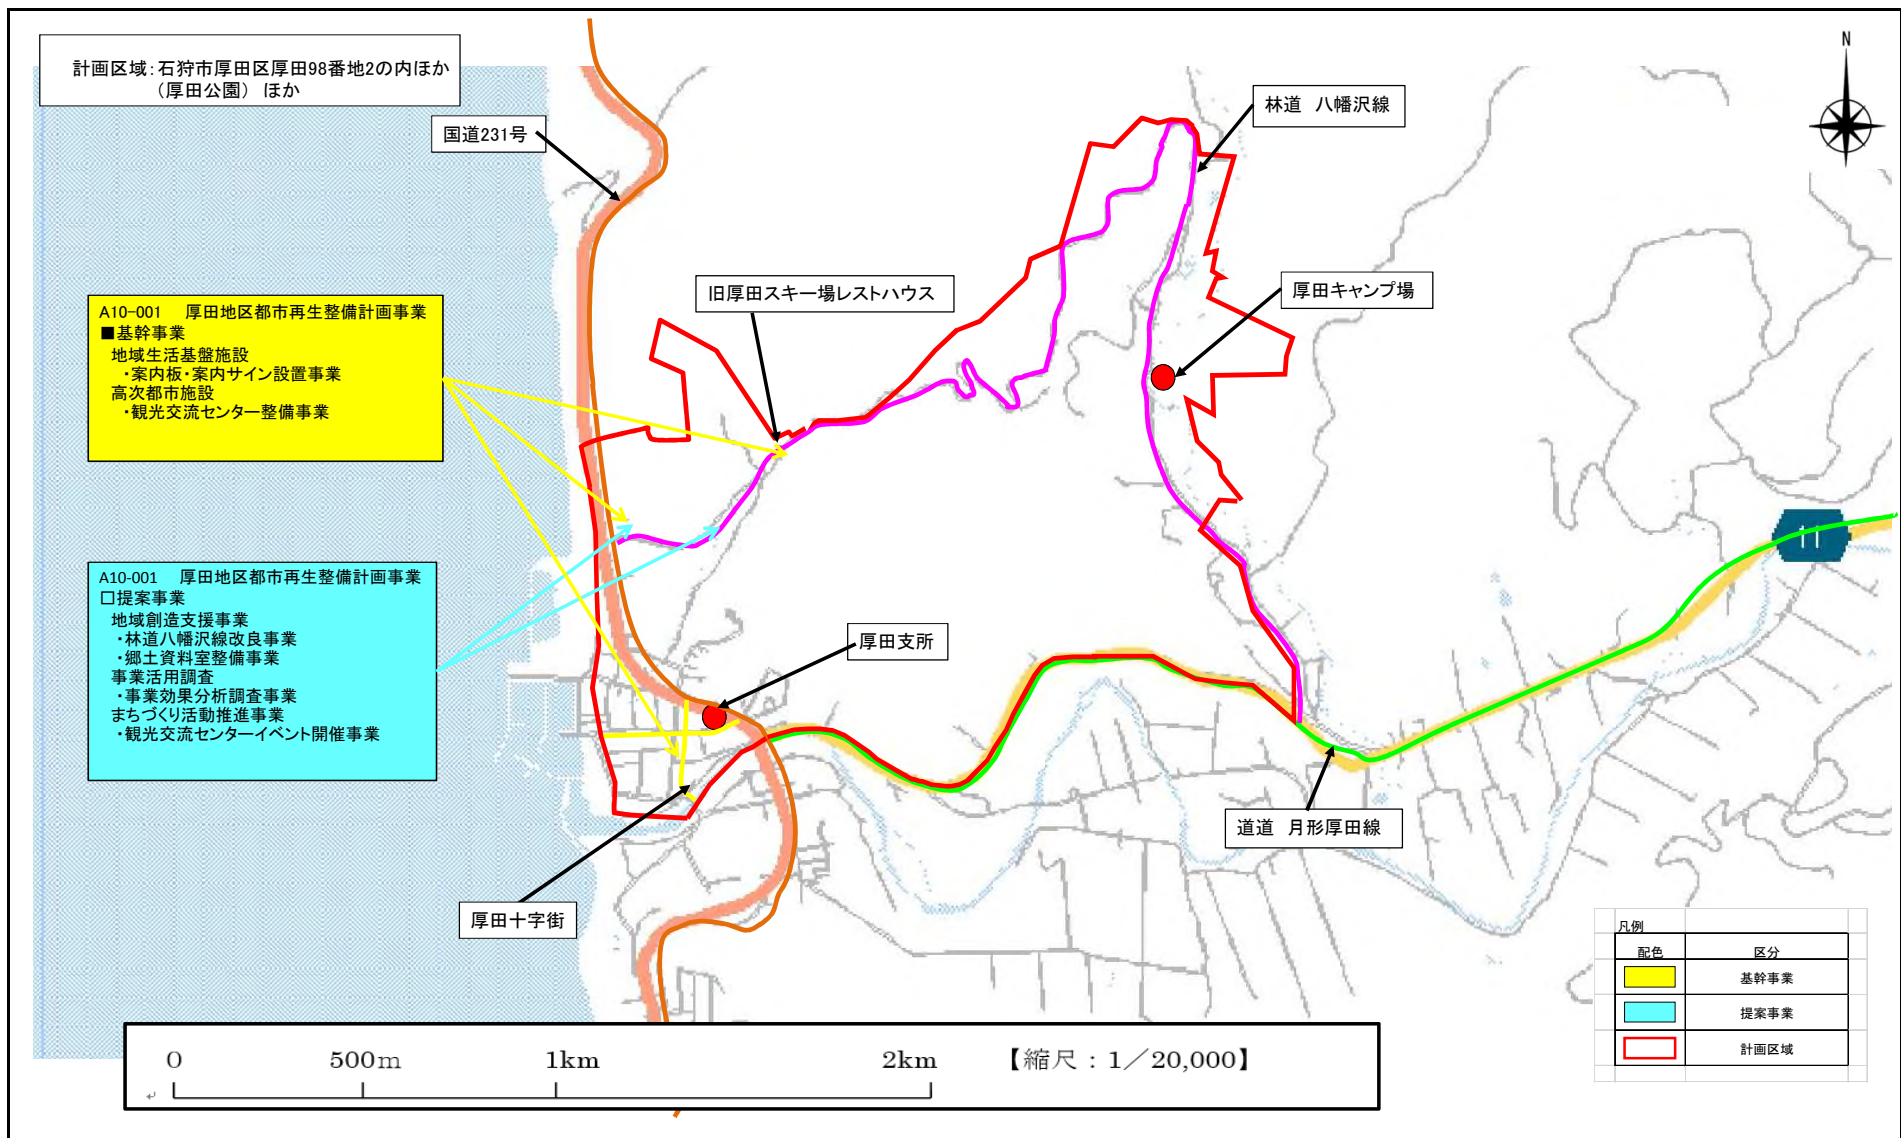 計画区域：石狩市厚田区厚田98番地2の内ほか
（厚田公園） ほか
N
国道231号
林道 八幡沢線
旧厚田スキー場レストハウス
厚田キャンプ場
A10-001 厚田地区都市再生整備計画事業
■基幹事業
地域生活基盤施設
・案内板・案内サイン設置事業
高次都市施設
・観光交流センター整備事業
11
A10-001 厚田地区都市再生整備計画事業
□提案事業
地域創造支援事業
・林道八幡沢線改良事業
・郷土資料室整備事業
事業活用調査
・事業効果分析調査事業
まちづくり活動推進事業
・観光交流センターイベント開催事業
厚田支所
道道 月形厚田線
厚田十字街
凡例
配色 区分
基幹事業
提案事業
計画区域
0 500m 1km 2km 【縮尺：1／20,000】